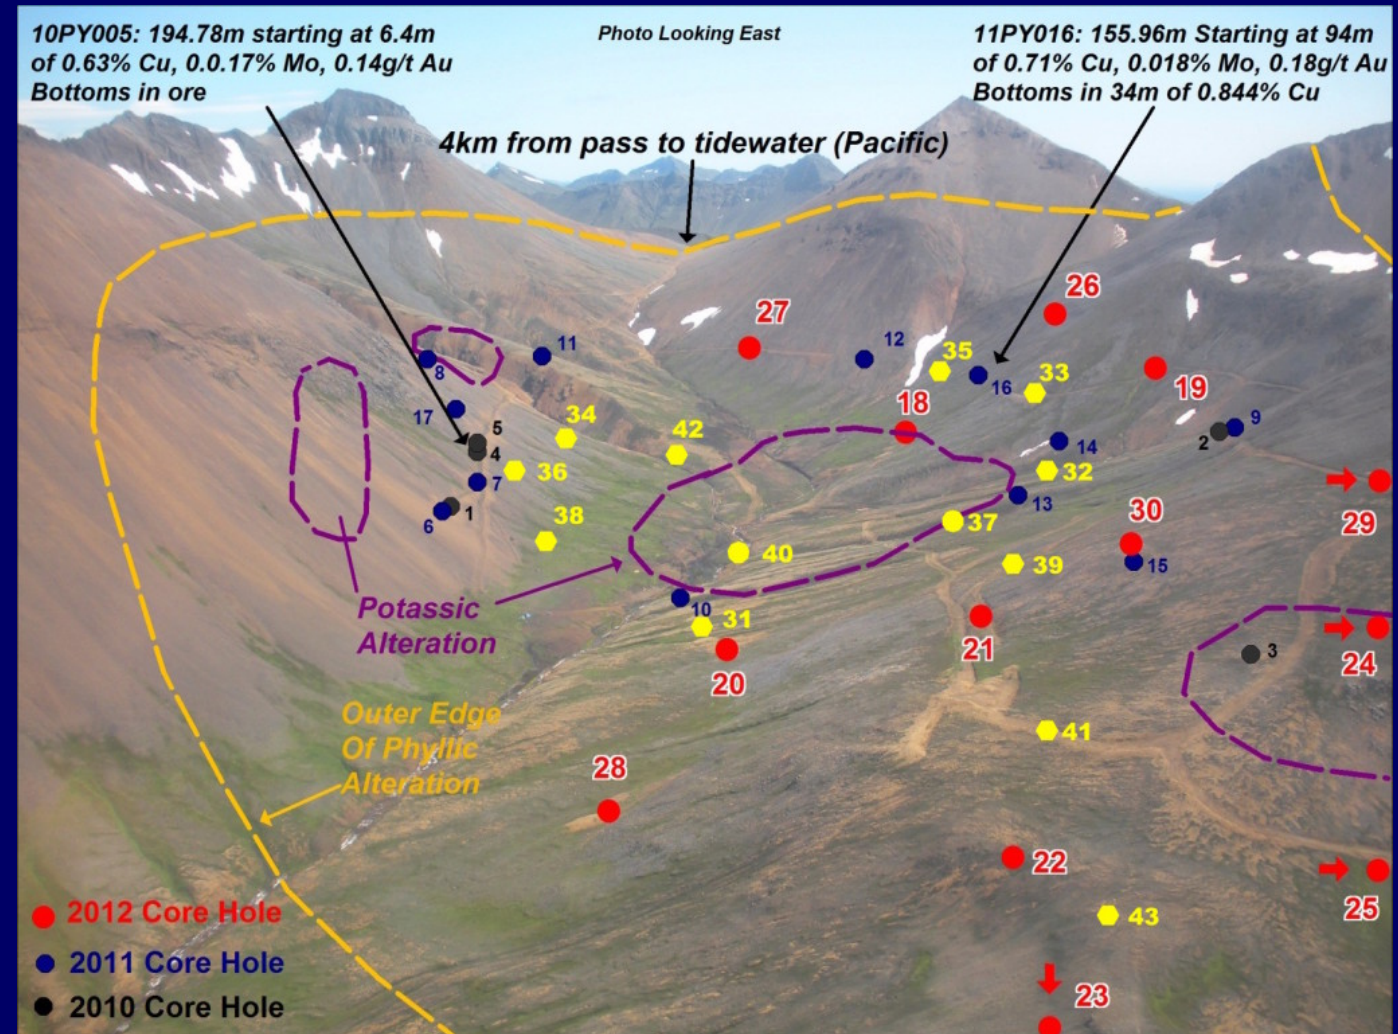 10PY005: 194.78m starting at 6.4m
of 0.63% Cu, 0.0.17% Mo, 0.14g/t Au
Bottoms in ore
Photo Looking East
11PY016: 155.96m Starting at 94m
of 0.71% Cu, 0.018% Mo, 0.18g/t Au
Bottoms in 34m of 0.844% Cu
4km from pass to tidewater (Pacific)
26
27
12
11
35
8
16
33
19
17
18
34
5
42
9
2
14
4
36
32
7
29
13
1
6
38
37
30
40
39
15
Potassic
Alteration
10
31
21
3
24
20
Outer Edge
Of Phyllic
Alteration
41
28
22
25
43
2012 Core Hole
2011 Core Hole
23
2010 Core Hole